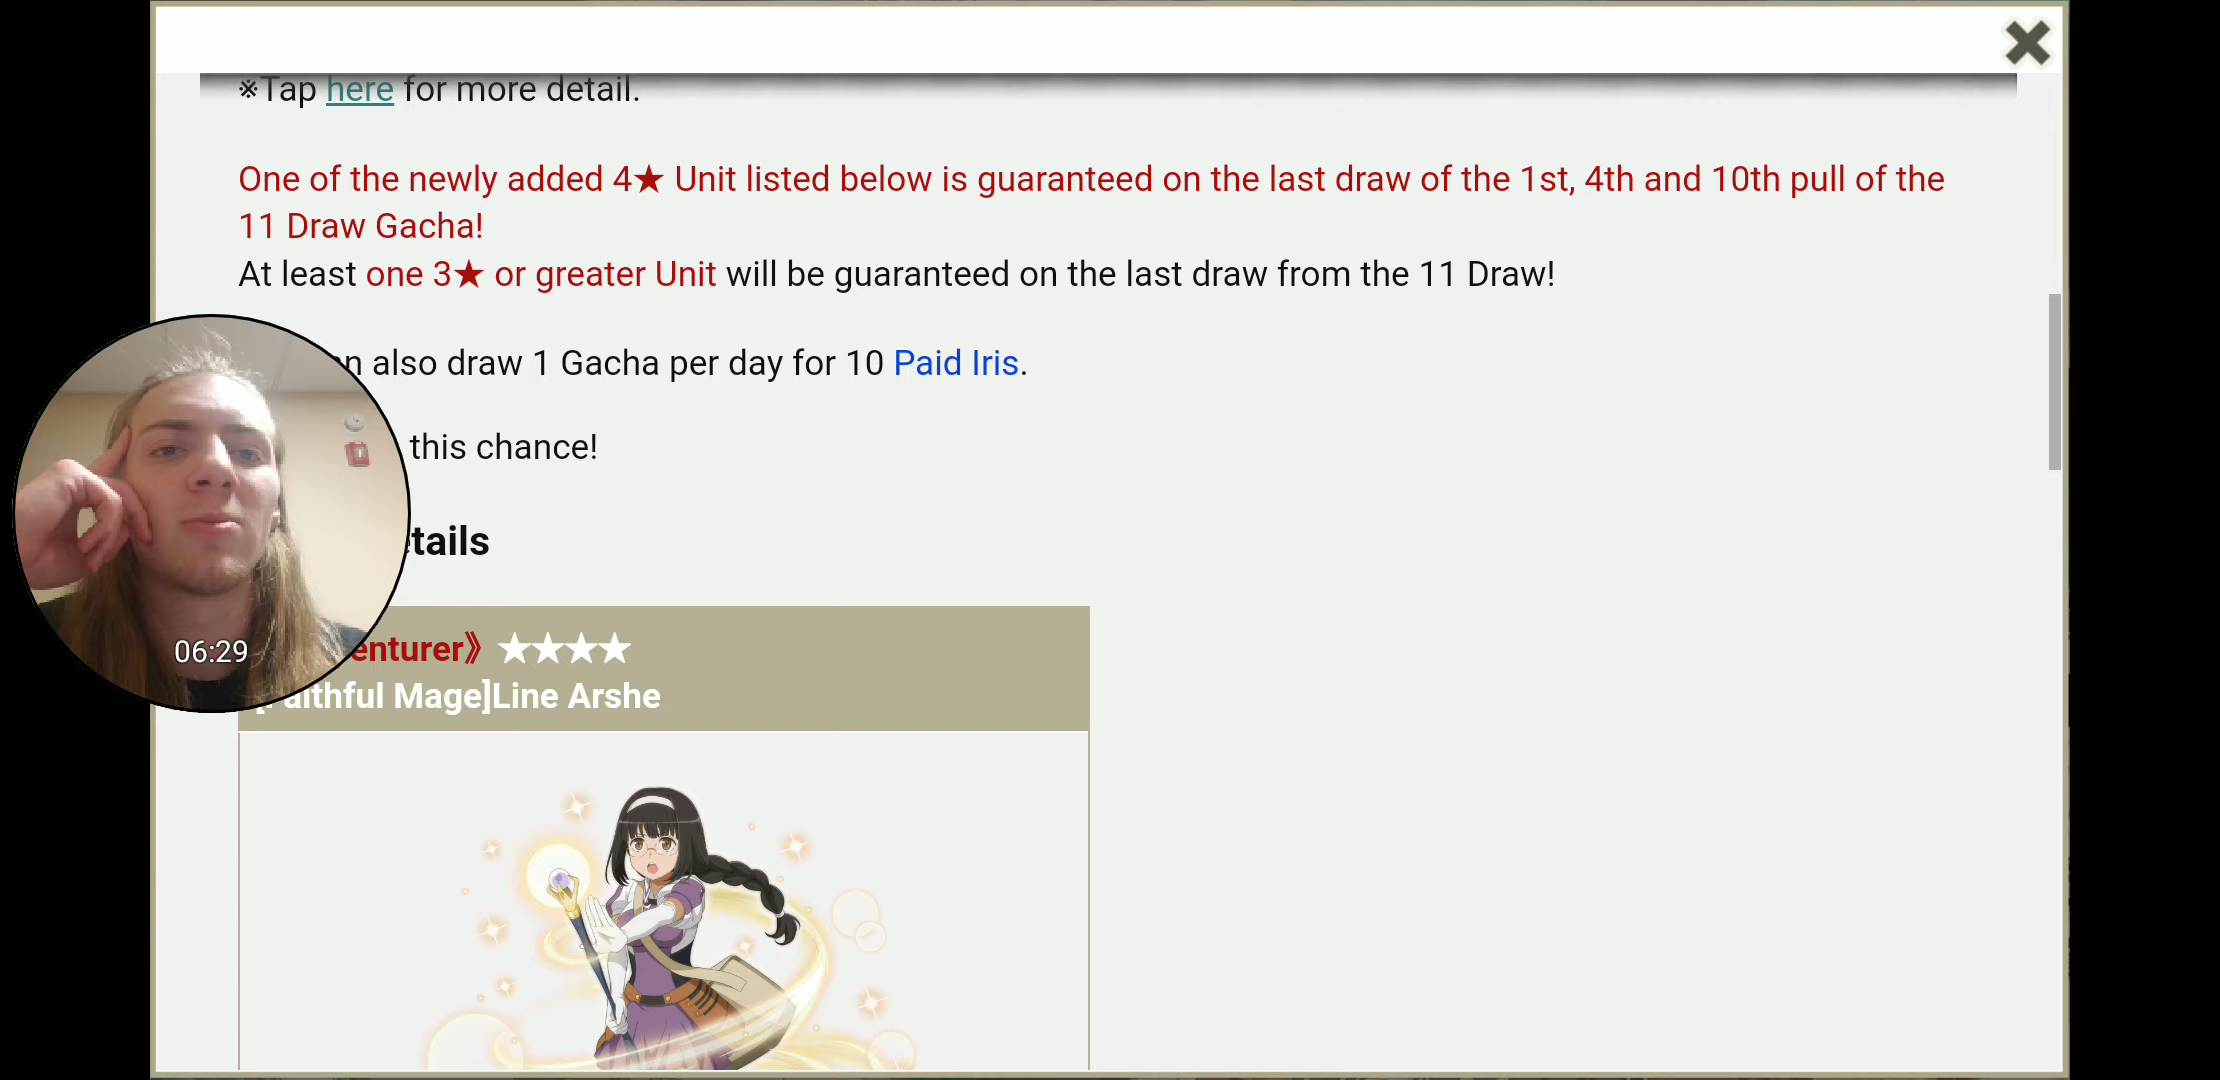 ※Tap here for more detail.
One of the newly added 4★ Unit listed below is guaranteed on the last draw of the 1st, 4th and 10th pull of the
11 Draw Gacha!
At least one 3★ or greater Unit will be guaranteed on the last draw from the 11 Draw!
also draw 1 Gacha per day for 10 Paid Iris.
this chance!
06:29
★★★★
Mage]Line Arshe